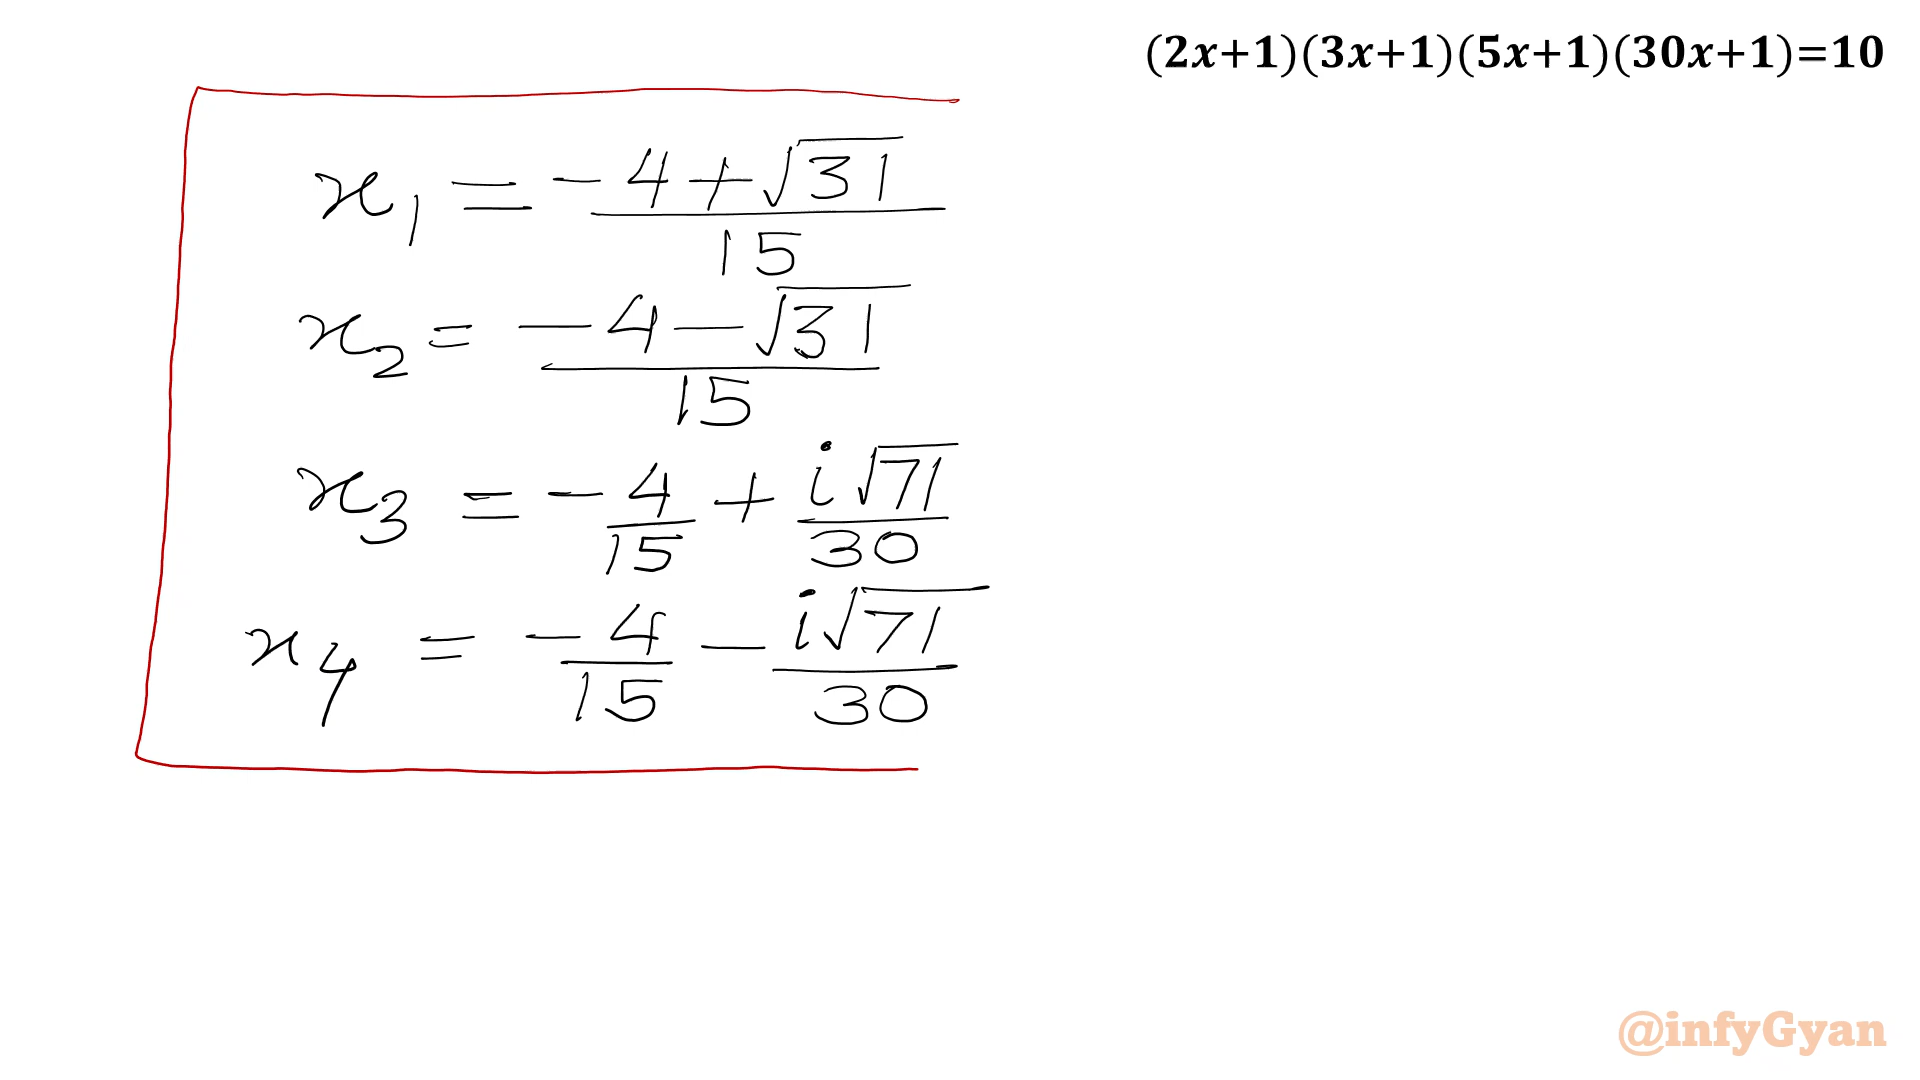 (2x+1)(3x+1)(5x+1)(30x+1)=10
x₁ = (-4+√31)/15
x₂ = (-4-√31)/15
x₃ = -4/15 + i√71/30
x₄ = -4/15 - i√71/30
@infyGyan